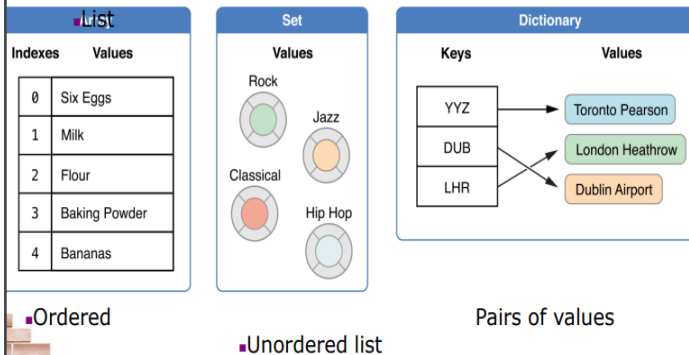 List
Indexes Values
0 Six Eggs
1 Milk
2 Flour
3 Baking Powder
4 Bananas
Ordered
Set
Values
Rock
Jazz
Classical
Hip Hop
Unordered list
Dictionary
Keys Values
YYZ Toronto Pearson
DUB London Heathrow
LHR Dublin Airport
Pairs of values